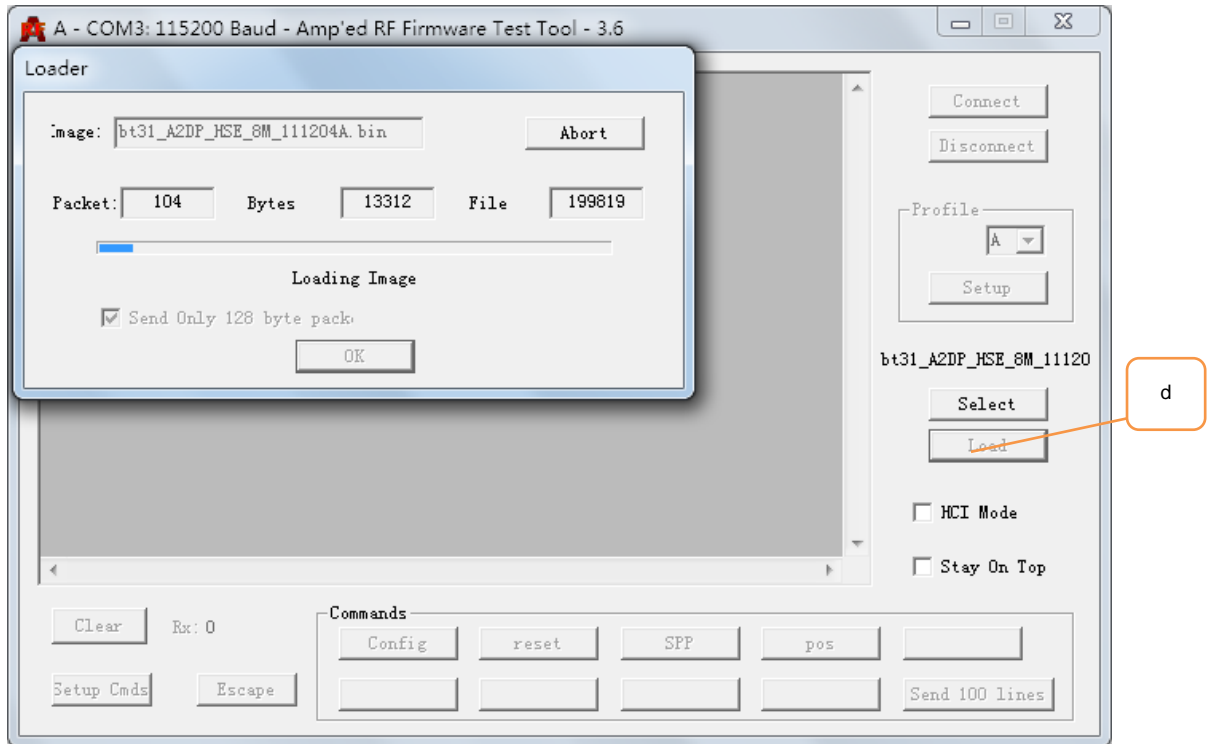 A - COM3: 115200 Baud - Amp'ed RF Firmware Test Tool - 3.6
Loader
Image: bt31_A2DP_HSE_8M_111204A.bin
Abort
Packet: 104 Bytes 13312 File 199819
Loading Image
Send Only 128 byte pack
OK
Connect
Disconnect
Profile
A
Setup
bt31_A2DP_HSE_8M_11120
Select
Load
d
HCI Mode
Stay On Top
Clear Rx: 0
Setup Cmds Escape
Commands
Config reset SPP pos
Send 100 lines